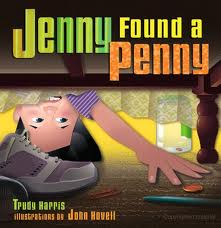 Jenny Found a
Penny
Trudy Harris
illustrations by John Hovell